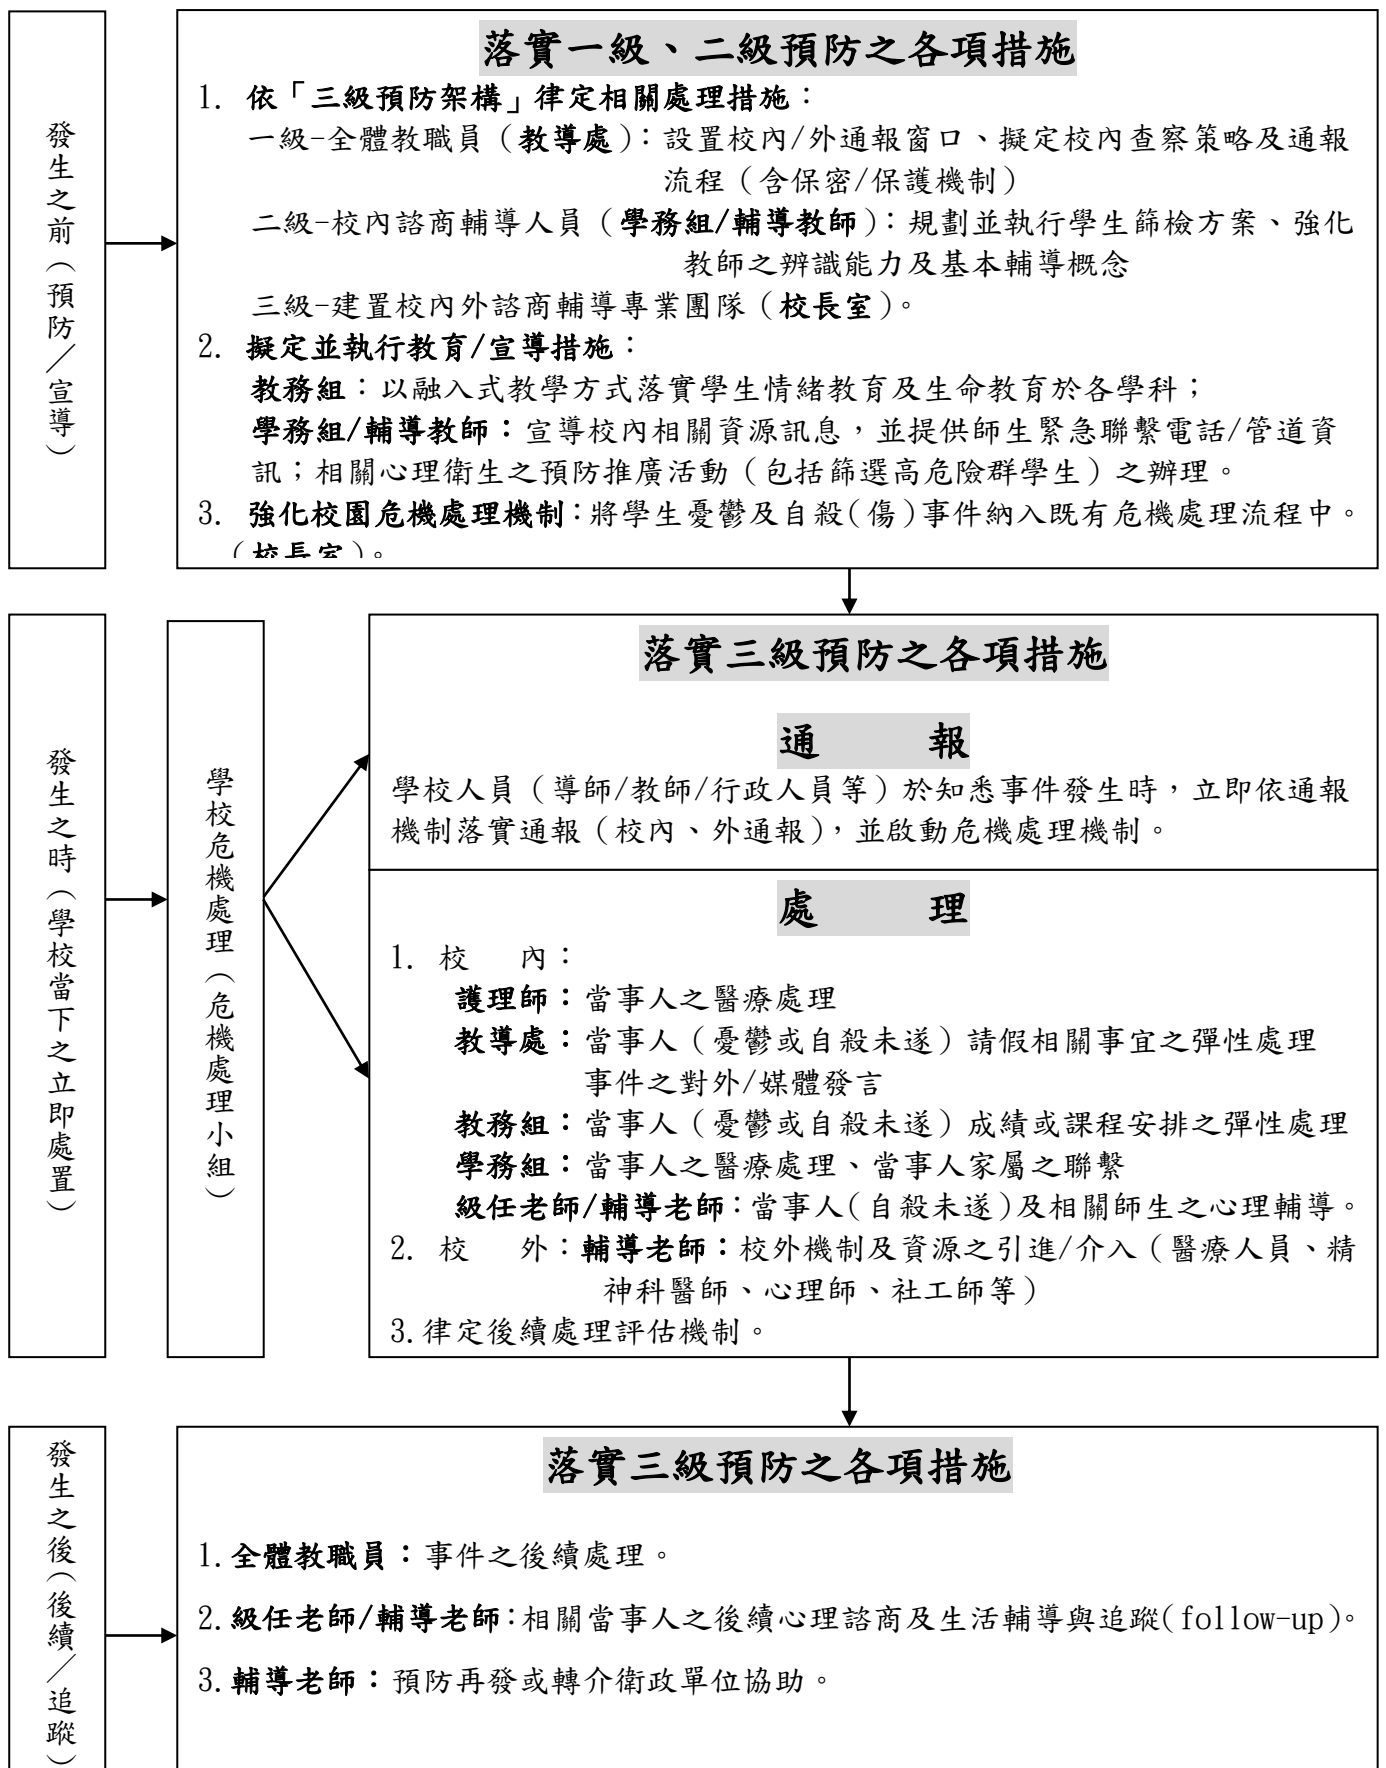 發生之前（預防／宣導）
落實一級、二級預防之各項措施
1. 依「三級預防架構」律定相關處理措施：
一級-全體教職員（教導處）：設置校內/外通報窗口、擬定校內查察策略及通報
流程（含保密/保護機制）
二級-校內諮商輔導人員（學務組/輔導教師）：規劃並執行學生篩檢方案、強化
教師之辨識能力及基本輔導概念
三級-建置校內外諮商輔導專業團隊（校長室）。
2. 擬定並執行教育/宣導措施：
教務組：以融入式教學方式落實學生情緒教育及生命教育於各學科；
學務組/輔導教師：宣導校內相關資源訊息，並提供師生緊急聯繫電話/管道資
訊；相關心理衛生之預防推廣活動（包括篩選高危險群學生）之辦理。
3. 強化校園危機處理機制：將學生憂鬱及自殺(傷)事件納入既有危機處理流程中。
（校長室）。
發生之時（學校當下之立即處置）
學校危機處理（危機處理小組）
落實三級預防之各項措施
通 報
學校人員（導師/教師/行政人員等）於知悉事件發生時，立即依通報
機制落實通報（校內、外通報），並啟動危機處理機制。
處 理
1. 校 內：
護理師：當事人之醫療處理
教導處：當事人（憂鬱或自殺未遂）請假相關事宜之彈性處理
事件之對外/媒體發言
教務組：當事人（憂鬱或自殺未遂）成績或課程安排之彈性處理
學務組：當事人之醫療處理、當事人家屬之聯繫
級任老師/輔導老師：當事人(自殺未遂)及相關師生之心理輔導。
2. 校 外：輔導老師：校外機制及資源之引進/介入（醫療人員、精
神科醫師、心理師、社工師等）
3.律定後續處理評估機制。
發生之後（後續／追蹤）
落實三級預防之各項措施
1.全體教職員：事件之後續處理。
2.級任老師/輔導老師：相關當事人之後續心理諮商及生活輔導與追蹤(follow-up)。
3.輔導老師：預防再發或轉介衛政單位協助。